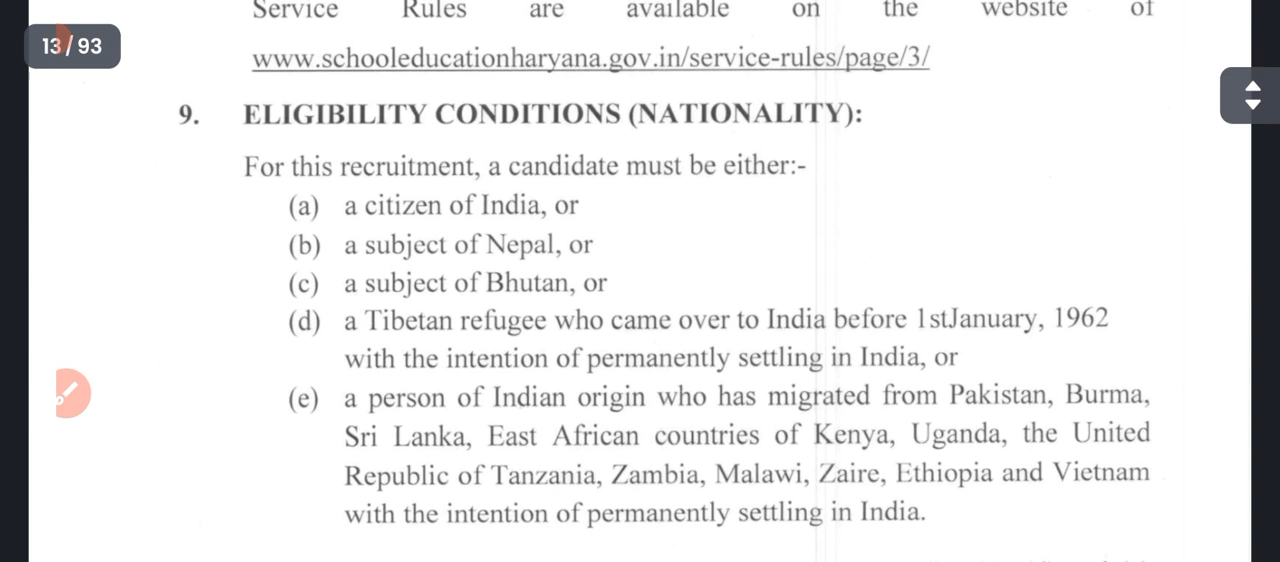 Service Rules are available on the website of
13/93
www.schooleducationharyana.gov.in/service-rules/page/3/
9. ELIGIBILITY CONDITIONS (NATIONALITY):
For this recruitment, a candidate must be either:-
(a) a citizen of India, or
(b) a subject of Nepal, or
(c) a subject of Bhutan, or
(d) a Tibetan refugee who came over to India before 1stJanuary, 1962
with the intention of permanently settling in India, or
(e) a person of Indian origin who has migrated from Pakistan, Burma,
Sri Lanka, East African countries of Kenya, Uganda, the United
Republic of Tanzania, Zambia, Malawi, Zaire, Ethiopia and Vietnam
with the intention of permanently settling in India.